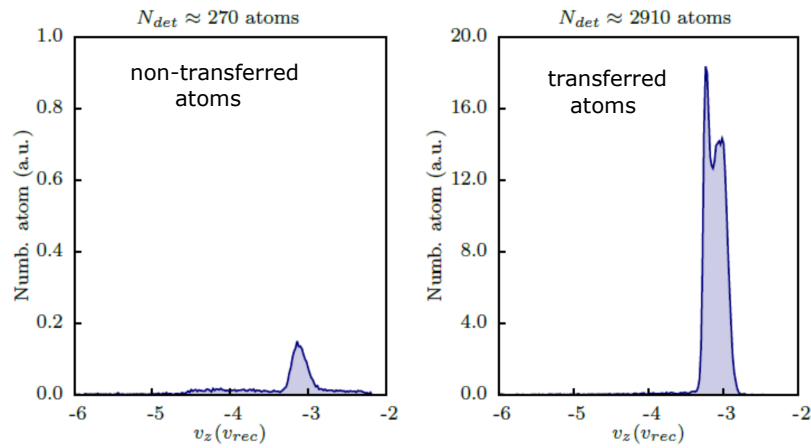 N_det ≈ 270 atoms
non-transferred
atoms
Numb. atom (a.u.)
1.0
0.8
0.6
0.4
0.2
0.0
-6 -5 -4 -3 -2
v_z(v_rec)
N_det ≈ 2910 atoms
transferred
atoms
Numb. atom (a.u.)
20.0
16.0
12.0
8.0
4.0
0.0
-6 -5 -4 -3 -2
v_z(v_rec)